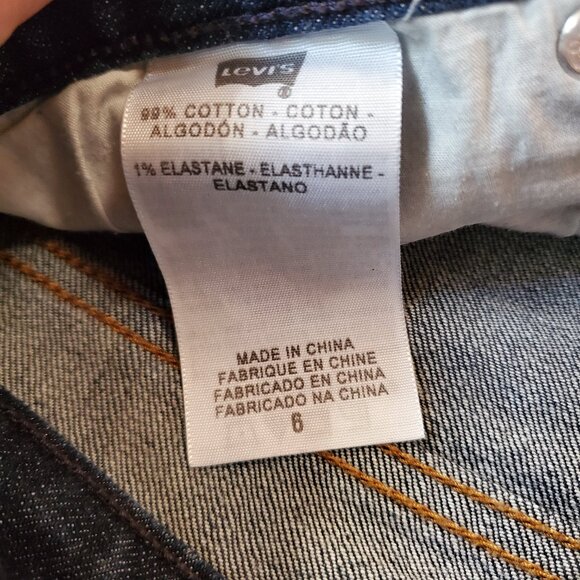 Levi's
®
99% COTTON - COTON -
ALGODÓN - ALGODÃO
1% ELASTANE - ELASTHANNE -
ELASTANO
MADE IN CHINA
FABRIQUE EN CHINE
FABRICADO EN CHINA
FABRICADO NA CHINA
6